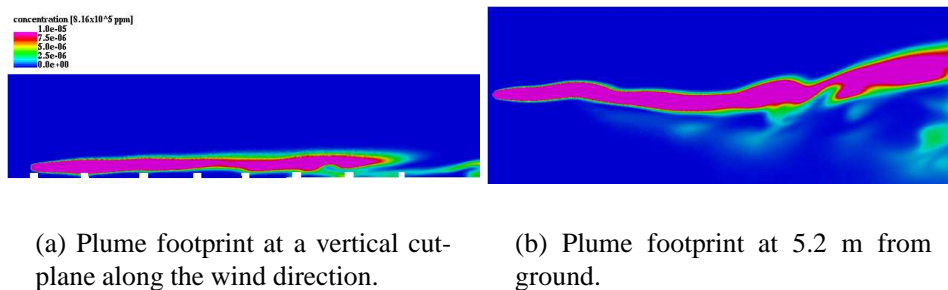 concentration [8.16x10^5 ppm]
1.0e-05
7.5e-06
5.0e-06
2.5e-06
0.0e+00
(a) Plume footprint at a vertical cut-
plane along the wind direction.
(b) Plume footprint at 5.2 m from
ground.